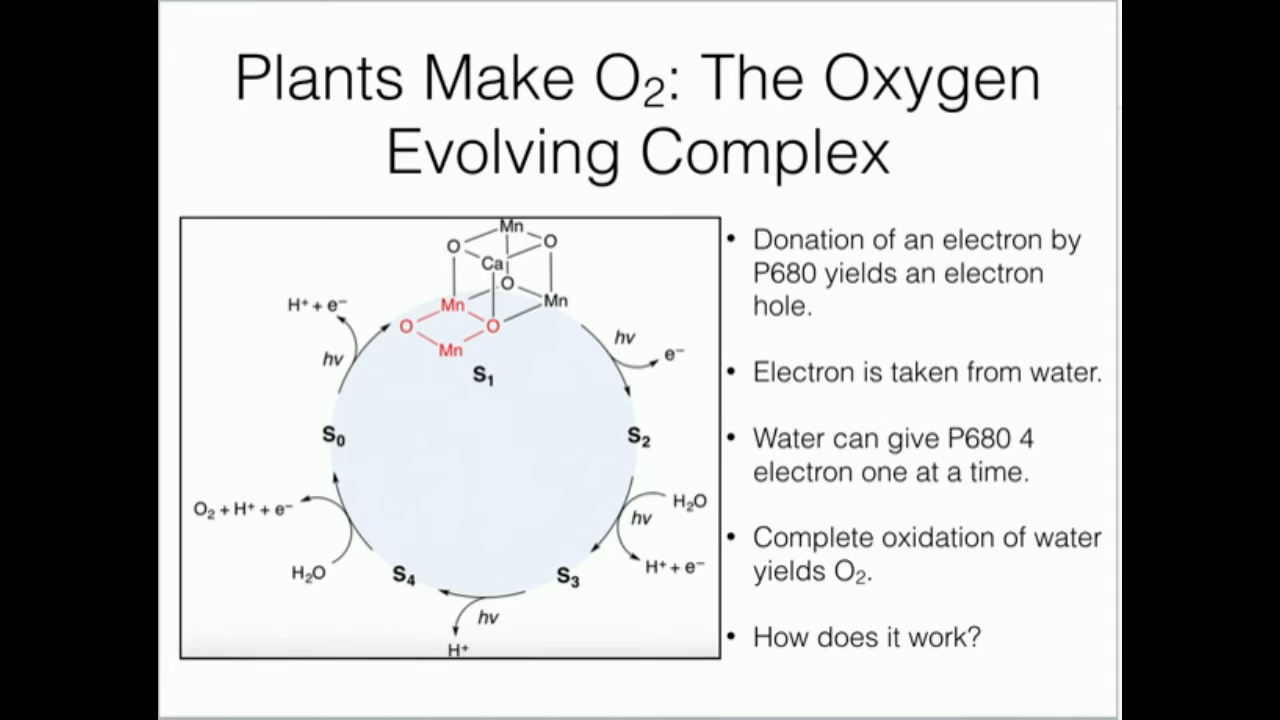 Plants Make O₂: The Oxygen
Evolving Complex
Mn
O
O
Ca
O
Mn
Mn
O
O
Mn
S₁
H⁺ + e⁻
hν
hν
e⁻
S₀
S₂
O₂ + H⁺ + e⁻
H₂O
hν
H₂O
H⁺ + e⁻
S₄
S₃
hν
H⁺
• Donation of an electron by
P680 yields an electron
hole.
• Electron is taken from water.
• Water can give P680 4
electron one at a time.
• Complete oxidation of water
yields O₂.
• How does it work?